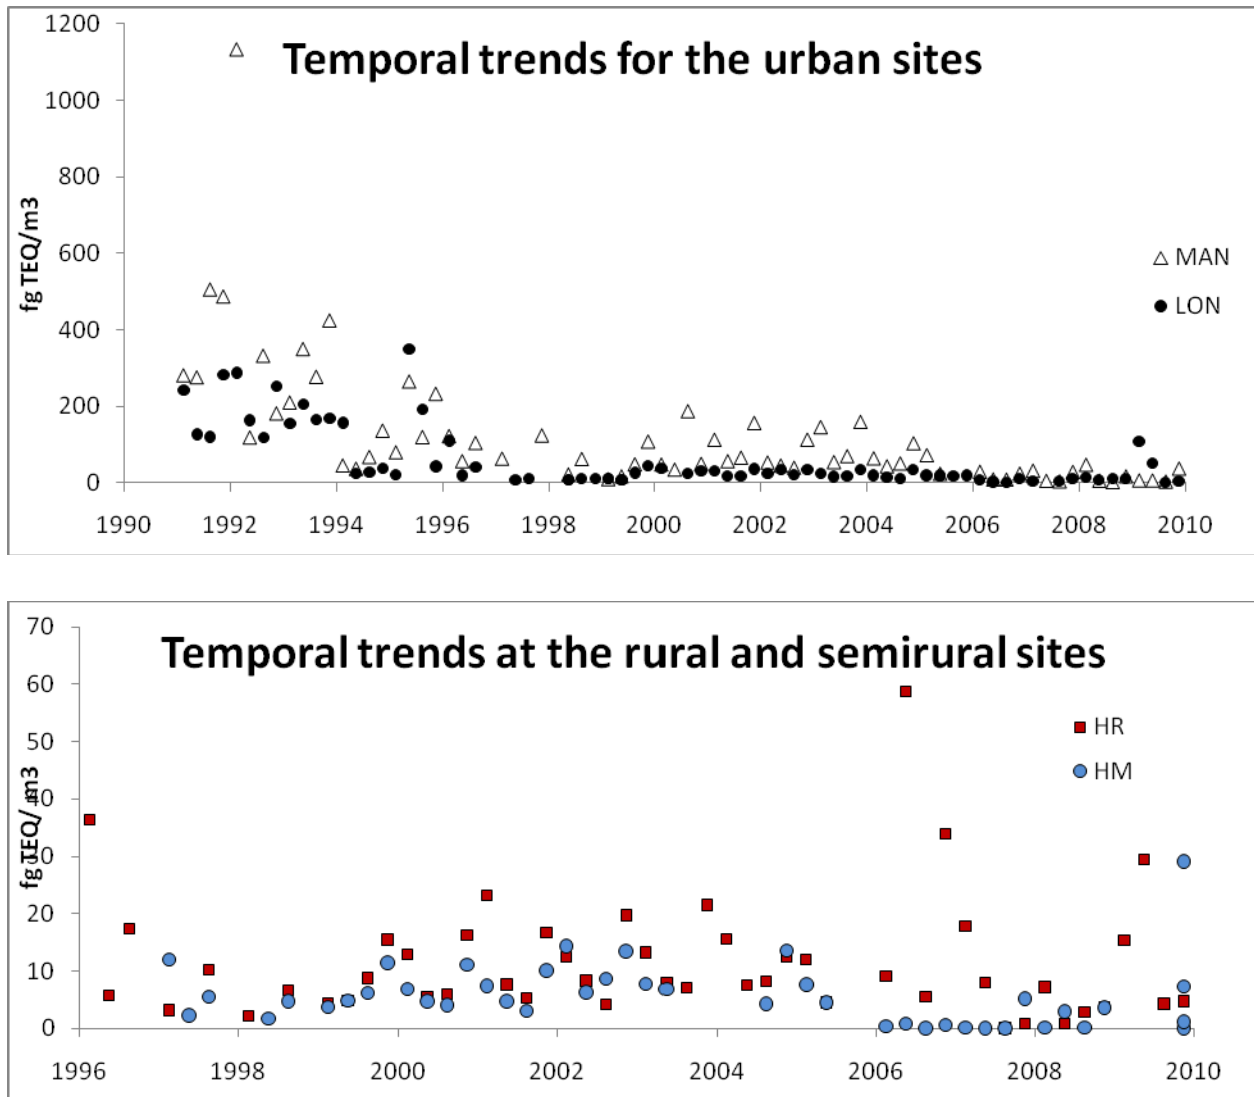 Temporal trends for the urban sites
1200
1000
800
600
400
200
0
fg TEQ/m3
1990 1992 1994 1996 1998 2000 2002 2004 2006 2008 2010
MAN
LON
Temporal trends at the rural and semirural sites
70
60
50
40
30
20
10
0
fg TEQ/ m3
1996 1998 2000 2002 2004 2006 2008 2010
HR
HM